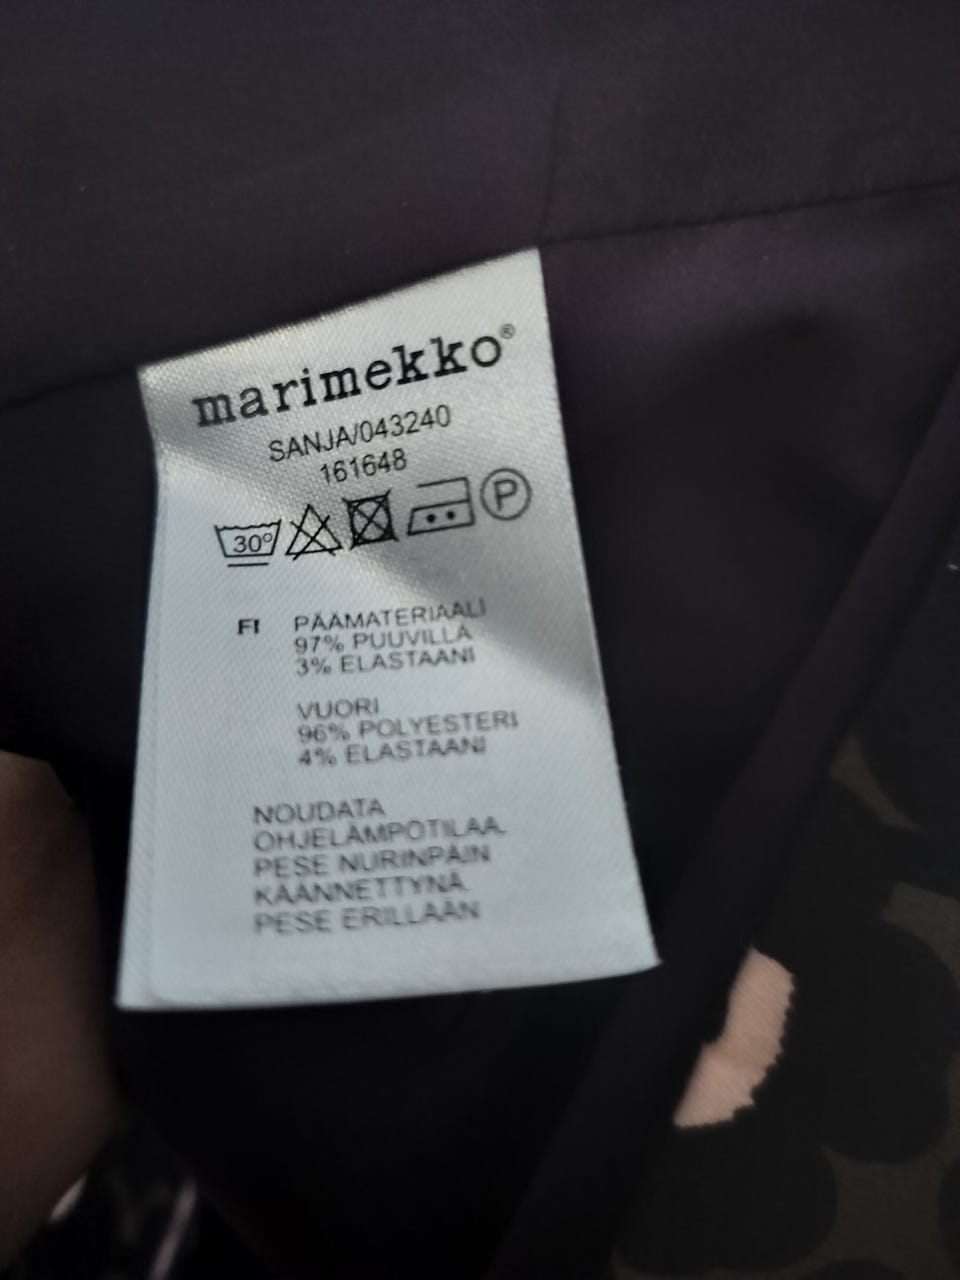 marimekko®
SANJA/043240
161648
30° P
FI PÄÄMATERIAALI
97% PUUVILLA
3% ELASTAANI
VUORI
96% POLYESTERI
4% ELASTAANI
NOUDATA
OHJELÄMPÖTILAA.
PESE NURINPÄIN
KÄÄNNETTYNÄ.
PESE ERILLÄÄN